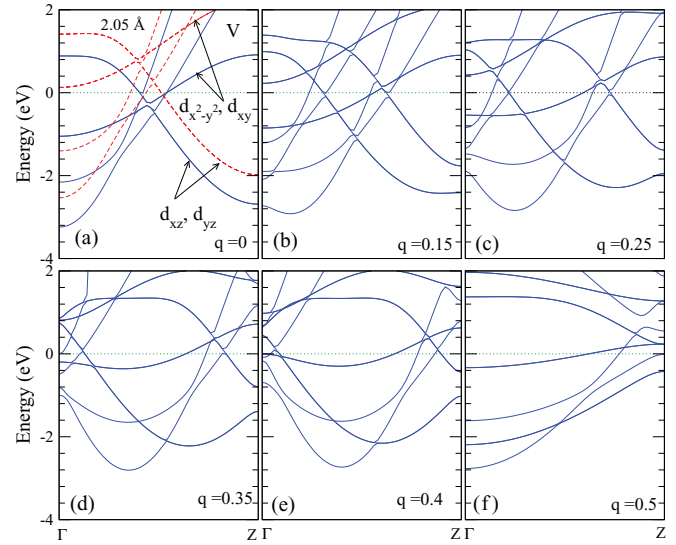 2.05 Å
V
d_{x^2-y^2}, d_{xy}
d_{xz}, d_{yz}
(a)
q =0
(b)
q =0.15
(c)
q =0.25
2
0
-2
-4
Energy (eV)
(d)
q =0.35
(e)
q =0.4
(f)
q =0.5
2
0
-2
-4
Energy (eV)
Γ
Z
Γ
Z
Γ
Z